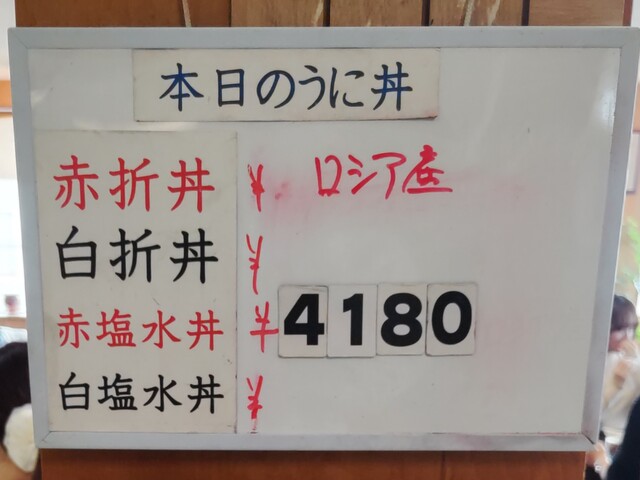 本日のうに丼
赤折丼 ¥ ロシア産
白折丼 ¥
赤塩水丼 ¥ 4180
白塩水丼 ¥